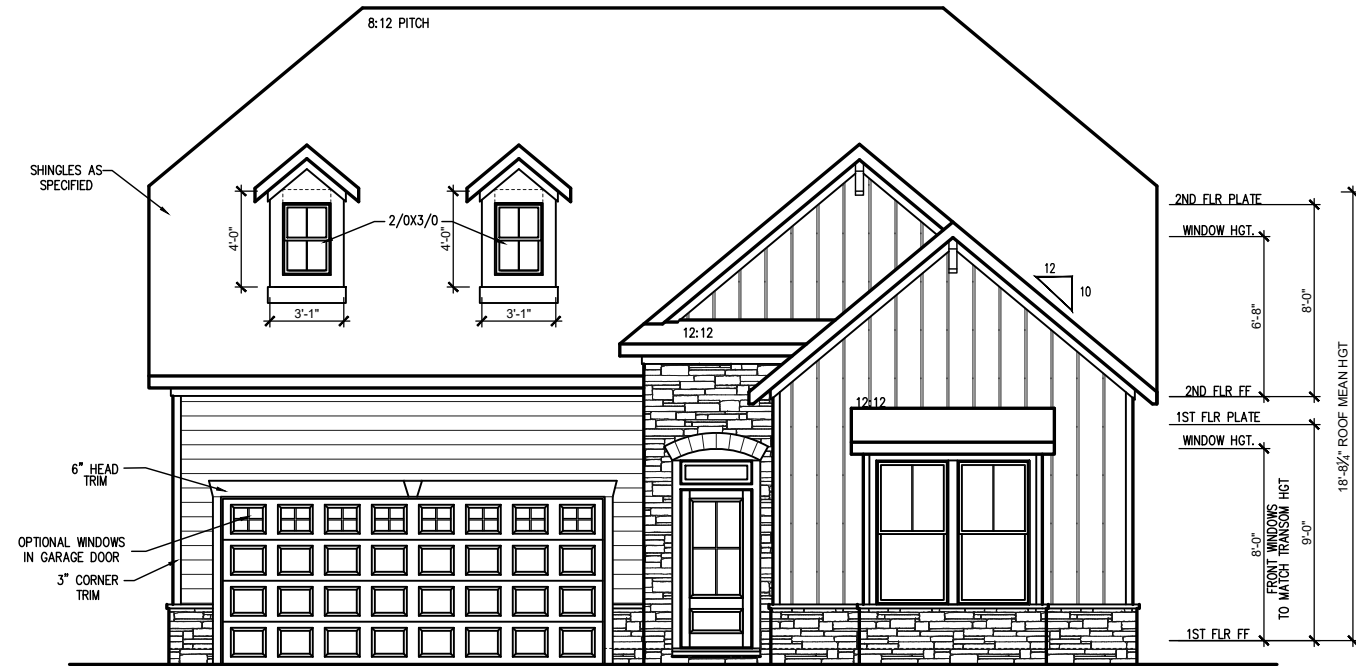 8:12 PITCH
SHINGLES AS
SPECIFIED
4'-0"
2/0X3/0
4'-0"
3'-1"
3'-1"
12:12
12
10
12:12
6" HEAD
TRIM
OPTIONAL WINDOWS
IN GARAGE DOOR
3" CORNER
TRIM
2ND FLR PLATE
WINDOW HGT.
6'-8"
8'-0"
2ND FLR FF
1ST FLR PLATE
WINDOW HGT.
8'-0"
FRONT WINDOWS
TO MATCH TRANSOM HGT
9'-0"
18'-8¼" ROOF MEAN HGT
1ST FLR FF